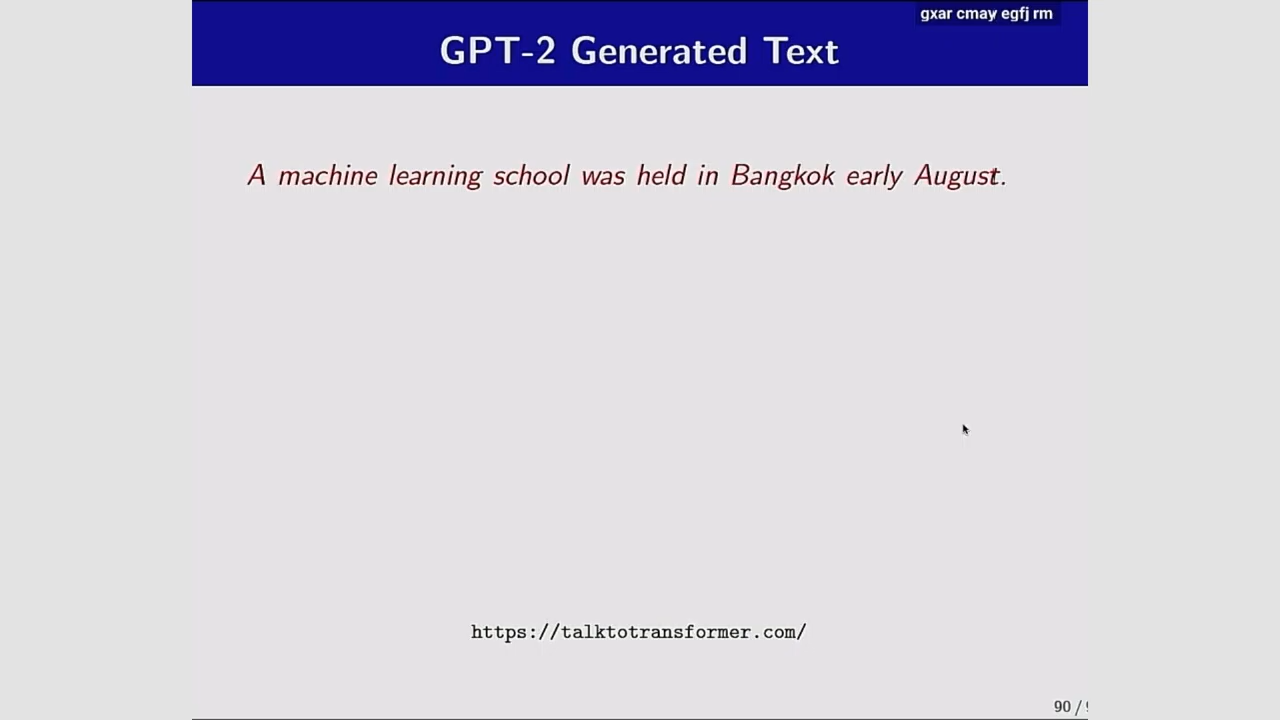 gxar cmay egfj rm
GPT-2 Generated Text
A machine learning school was held in Bangkok early August.
https://talktotransformer.com/
90 /